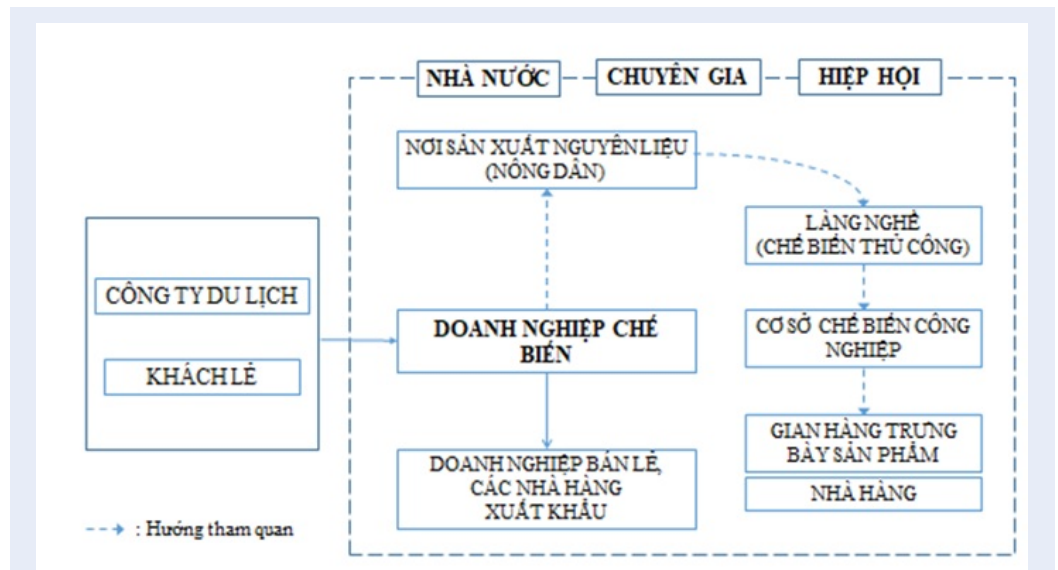 NHÀ NƯỚC
CHUYÊN GIA
HIỆP HỘI
NƠI SẢN XUẤT NGUYÊN LIỆU
(NÔNG DÂN)
LÀNG NGHỀ
(CHẾ BIẾN THỦ CÔNG)
CÔNG TY DU LỊCH
KHÁCH LẺ
DOANH NGHIỆP CHẾ
BIẾN
CƠ SỞ CHẾ BIẾN CÔNG
NGHIỆP
GIAN HÀNG TRƯNG
BÀY SẢN PHẨM
NHÀ HÀNG
DOANH NGHIỆP BÁN LẺ,
CÁC NHÀ HÀNG
XUẤT KHẨU
: Hướng tham quan